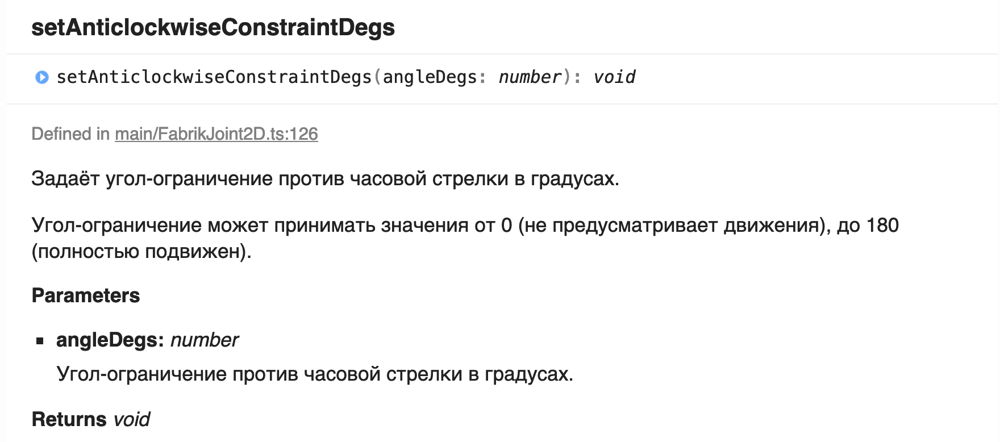 setAnticlockwiseConstraintDegs
setAnticlockwiseConstraintDegs(angleDegs: number): void
Defined in main/FabrikJoint2D.ts:126
Задаёт угол-ограничение против часовой стрелки в градусах.
Угол-ограничение может принимать значения от 0 (не предусматривает движения), до 180
(полностью подвижен).
Parameters
angleDegs: number
Угол-ограничение против часовой стрелки в градусах.
Returns void